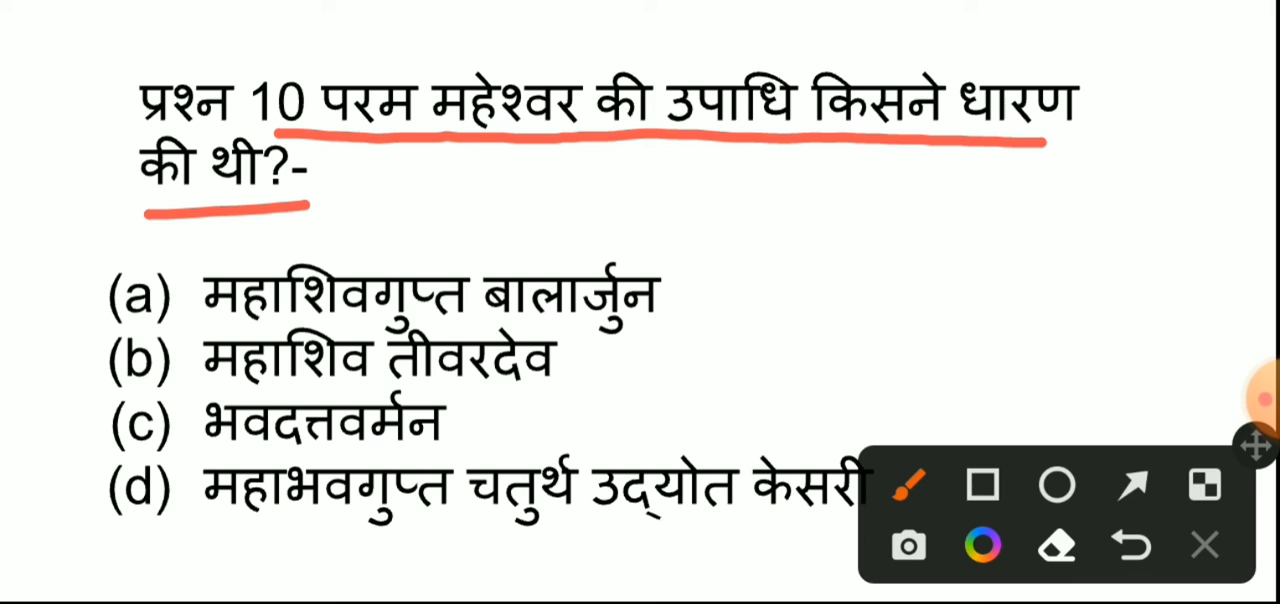 प्रश्न 10 परम महेश्वर की उपाधि किसने धारण
की थी?-
(a) महाशिवगुप्त बालार्जुन
(b) महाशिव तीवरदेव
(c) भवदत्तवर्मन
(d) महाभवगुप्त चतुर्थ उद्‌योत केसरी